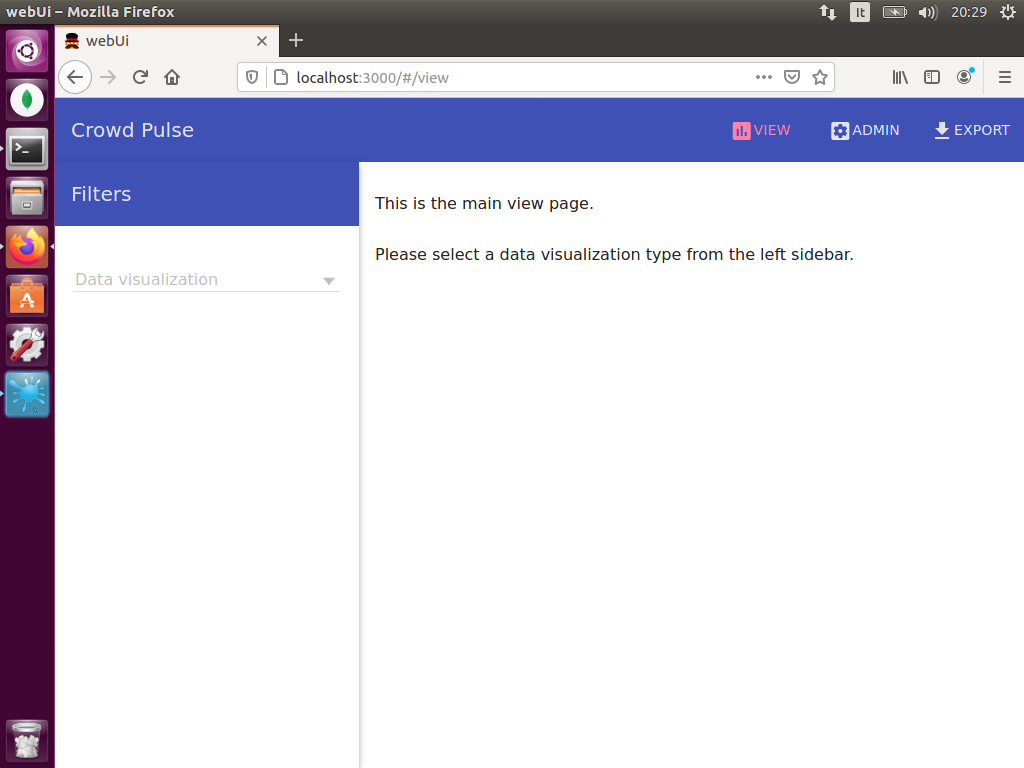 webUi – Mozilla Firefox
It
20:29
webUi
localhost:3000/#/view
Crowd Pulse
VIEW
ADMIN
EXPORT
Filters
This is the main view page.
Data visualization
Please select a data visualization type from the left sidebar.